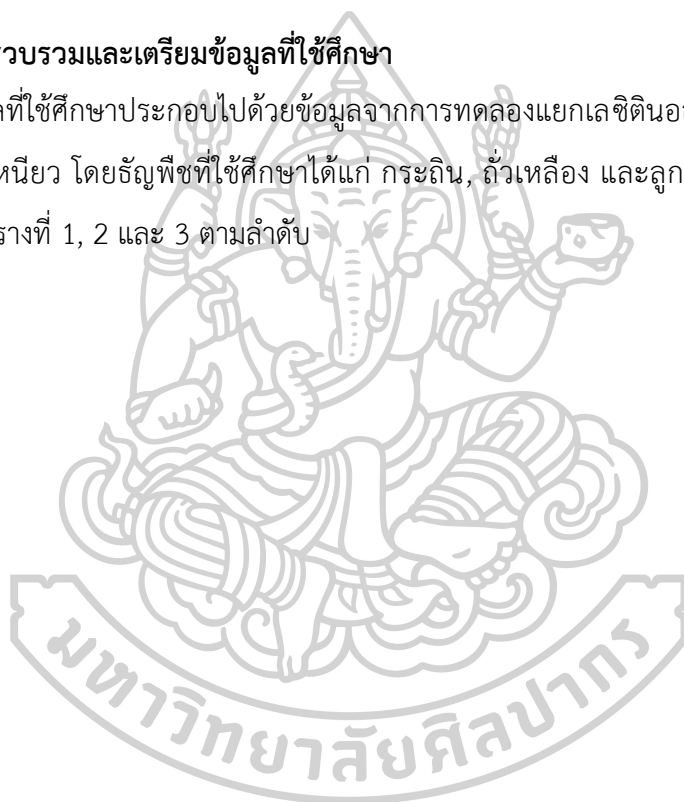 รวบรวมและเตรียมข้อมูลที่ใช้ศึกษา
ที่ใช้ศึกษาประกอบไปด้วยข้อมูลจากการทดลองแยกเลซิติน
หนียว โดยธัญพืชที่ใช้ศึกษาได้แก่ กระถิน, ถั่วเหลือง และลูก
รางที่ 1, 2 และ 3 ตามลำดับ
มหาวิทยาลัยศิลปากร